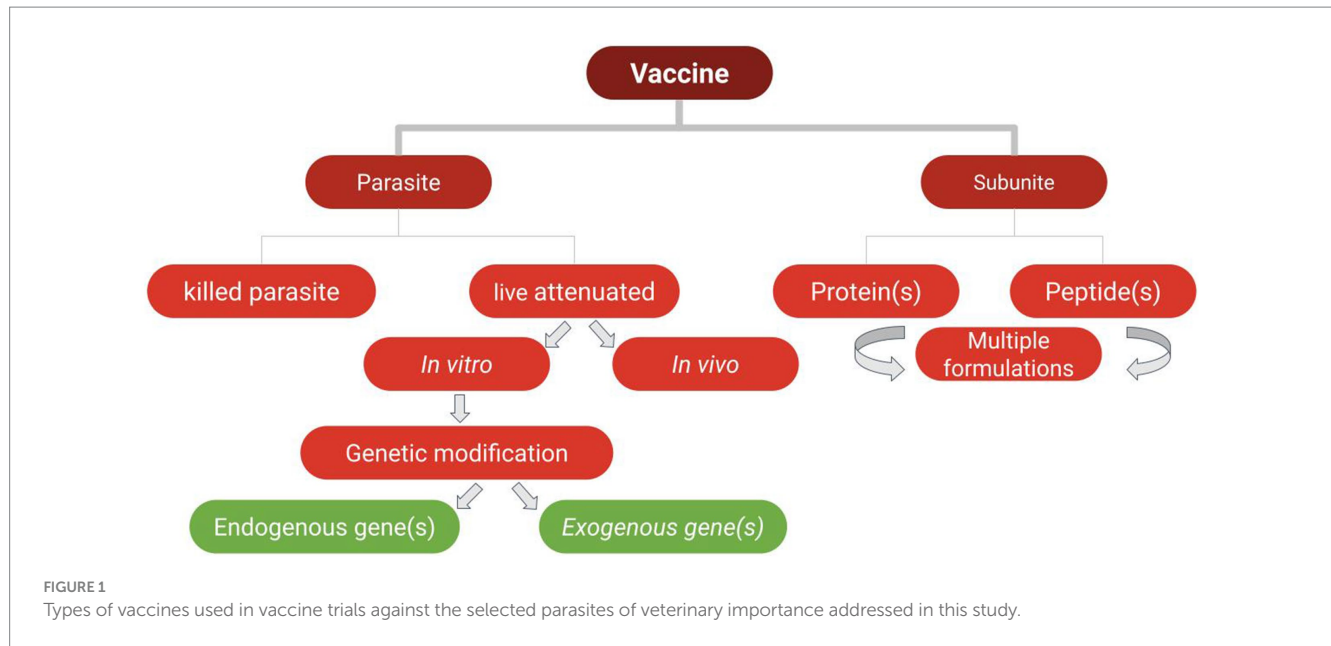 Vaccine
Parasite
Subunite
killed parasite
live attenuated
Protein(s)
Peptide(s)
In vitro
In vivo
Multiple
formulations
Genetic modification
Endogenous gene(s)
Exogenous gene(s)
FIGURE 1
Types of vaccines used in vaccine trials against the selected parasites of veterinary importance addressed in this study.